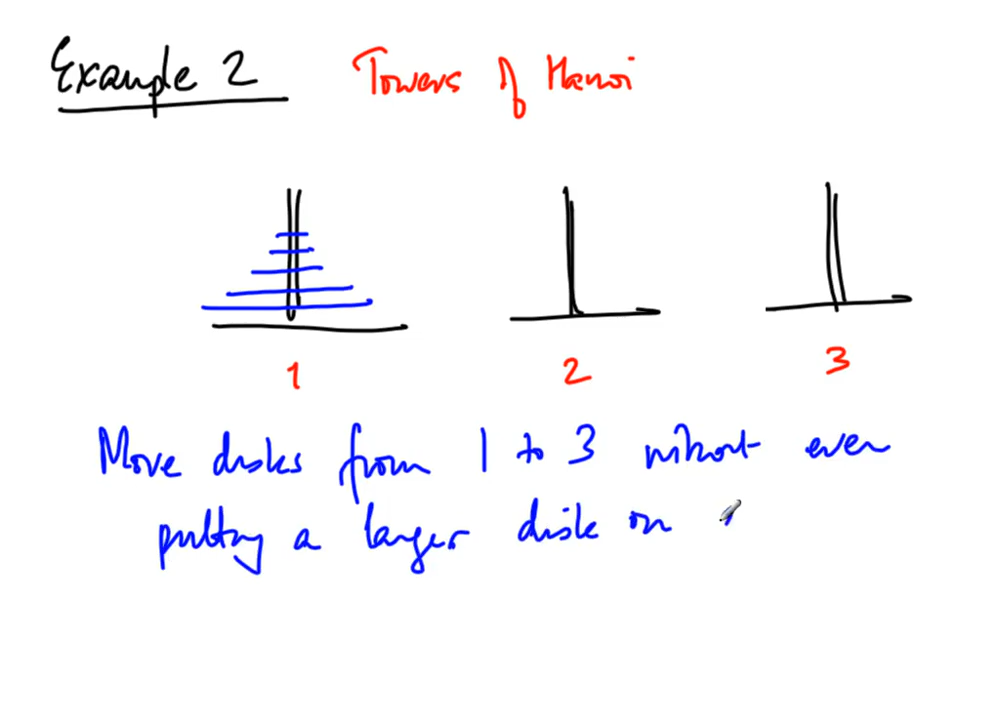 Example 2 Towers of Hanoi
1 2 3
Move disks from 1 to 3 without ever
putting a larger disk on